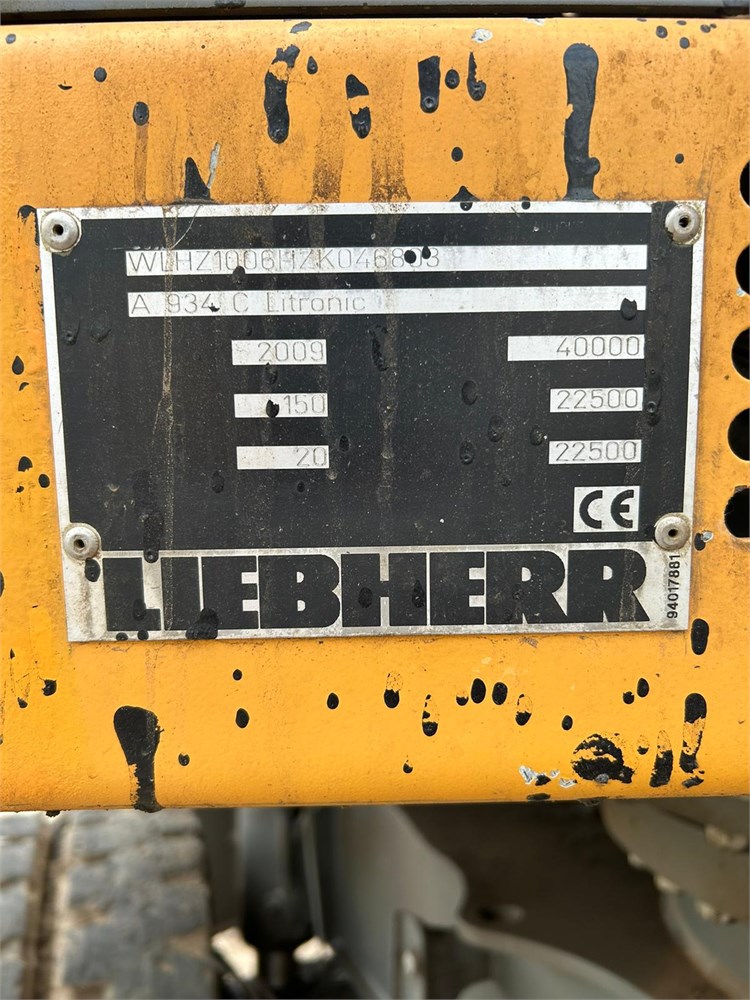 WLHZ1006HZK046803
A 934 C Litronic
2009 40000
150 22500
20 22500
CE
LIEBHERR
94017881